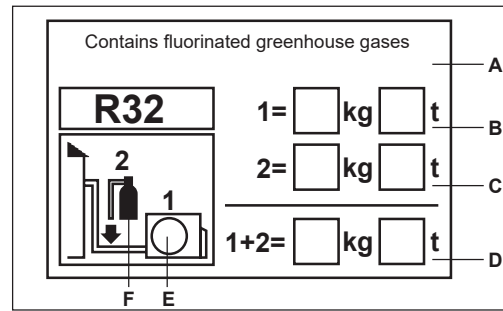 Contains fluorinated greenhouse gases
A
R32
1= kg t
B
2
2= kg t
C
1
1+2= kg t
D
F E